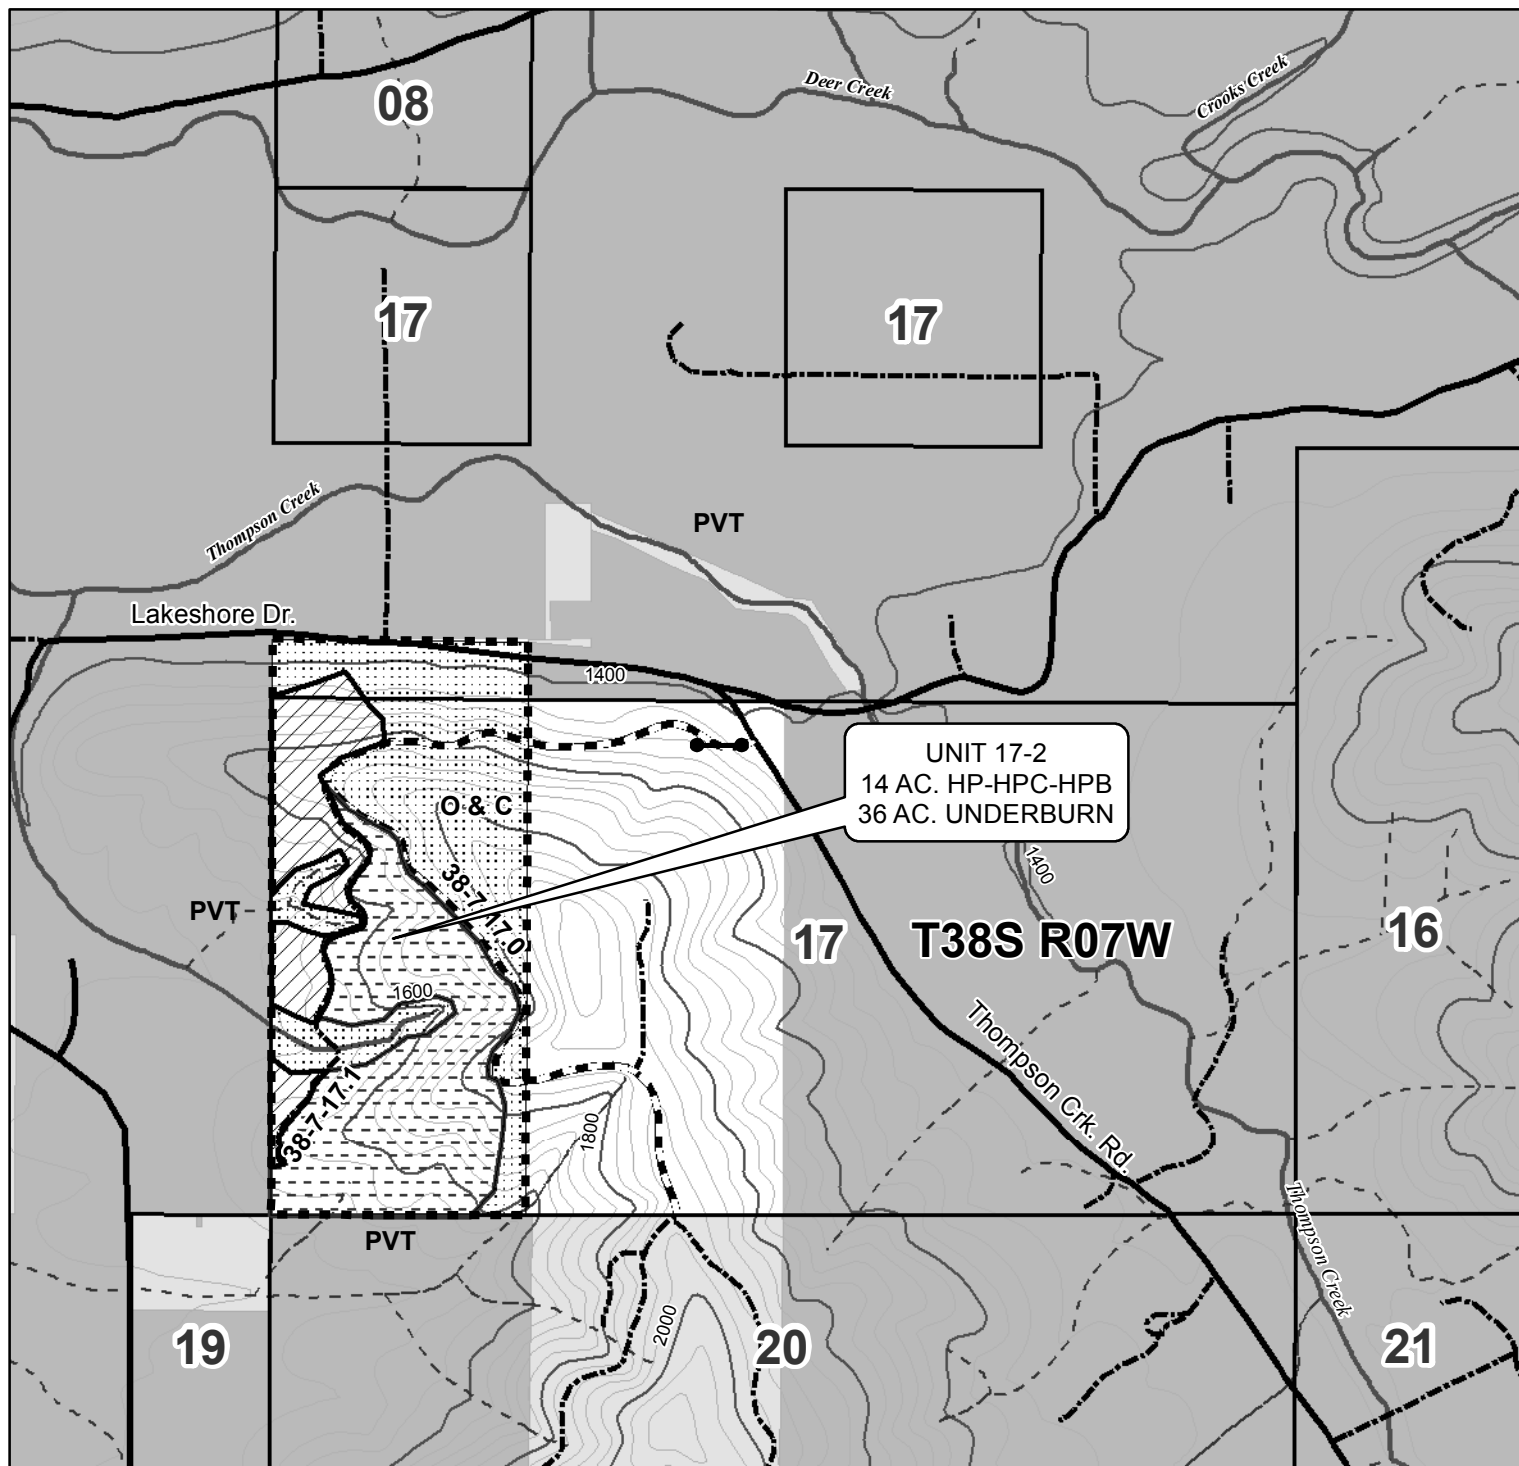 Deer Creek
Crooks Creek
08
17
17
Thompson Creek
PVT
Lakeshore Dr.
1400
UNIT 17-2
14 AC. HP-HPC-HPB
36 AC. UNDERBURN
O & C
38-7-17.0
1400
PVT
17
T38S R07W
16
1600
Thompson Crk. Rd.
38-7-17.1
1800
Thompson Creek
PVT
2000
19
20
21